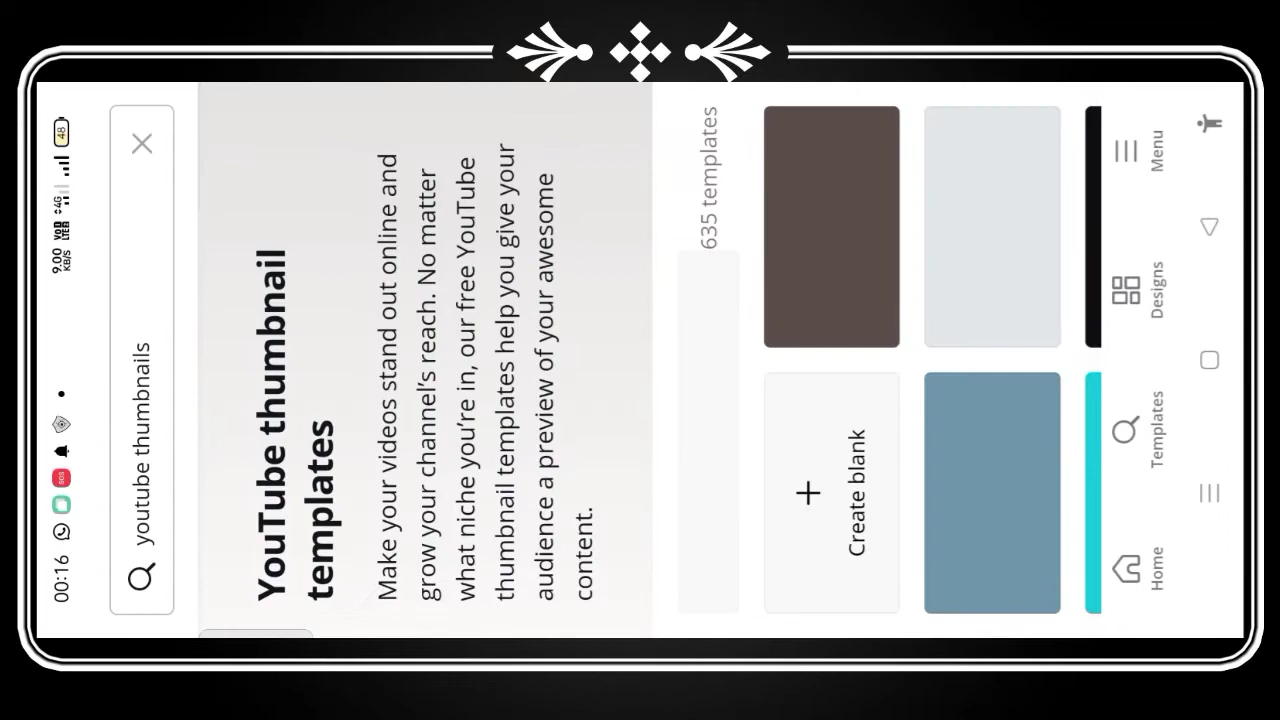 00:16
SOS
9.00 KB/S
VoD LTE
4G
48
youtube thumbnails
YouTube thumbnail
templates
Make your videos stand out online and
grow your channel's reach. No matter
what niche you're in, our free YouTube
thumbnail templates help you give your
audience a preview of your awesome
content.
635 templates
Create blank
Home
Templates
Designs
Menu